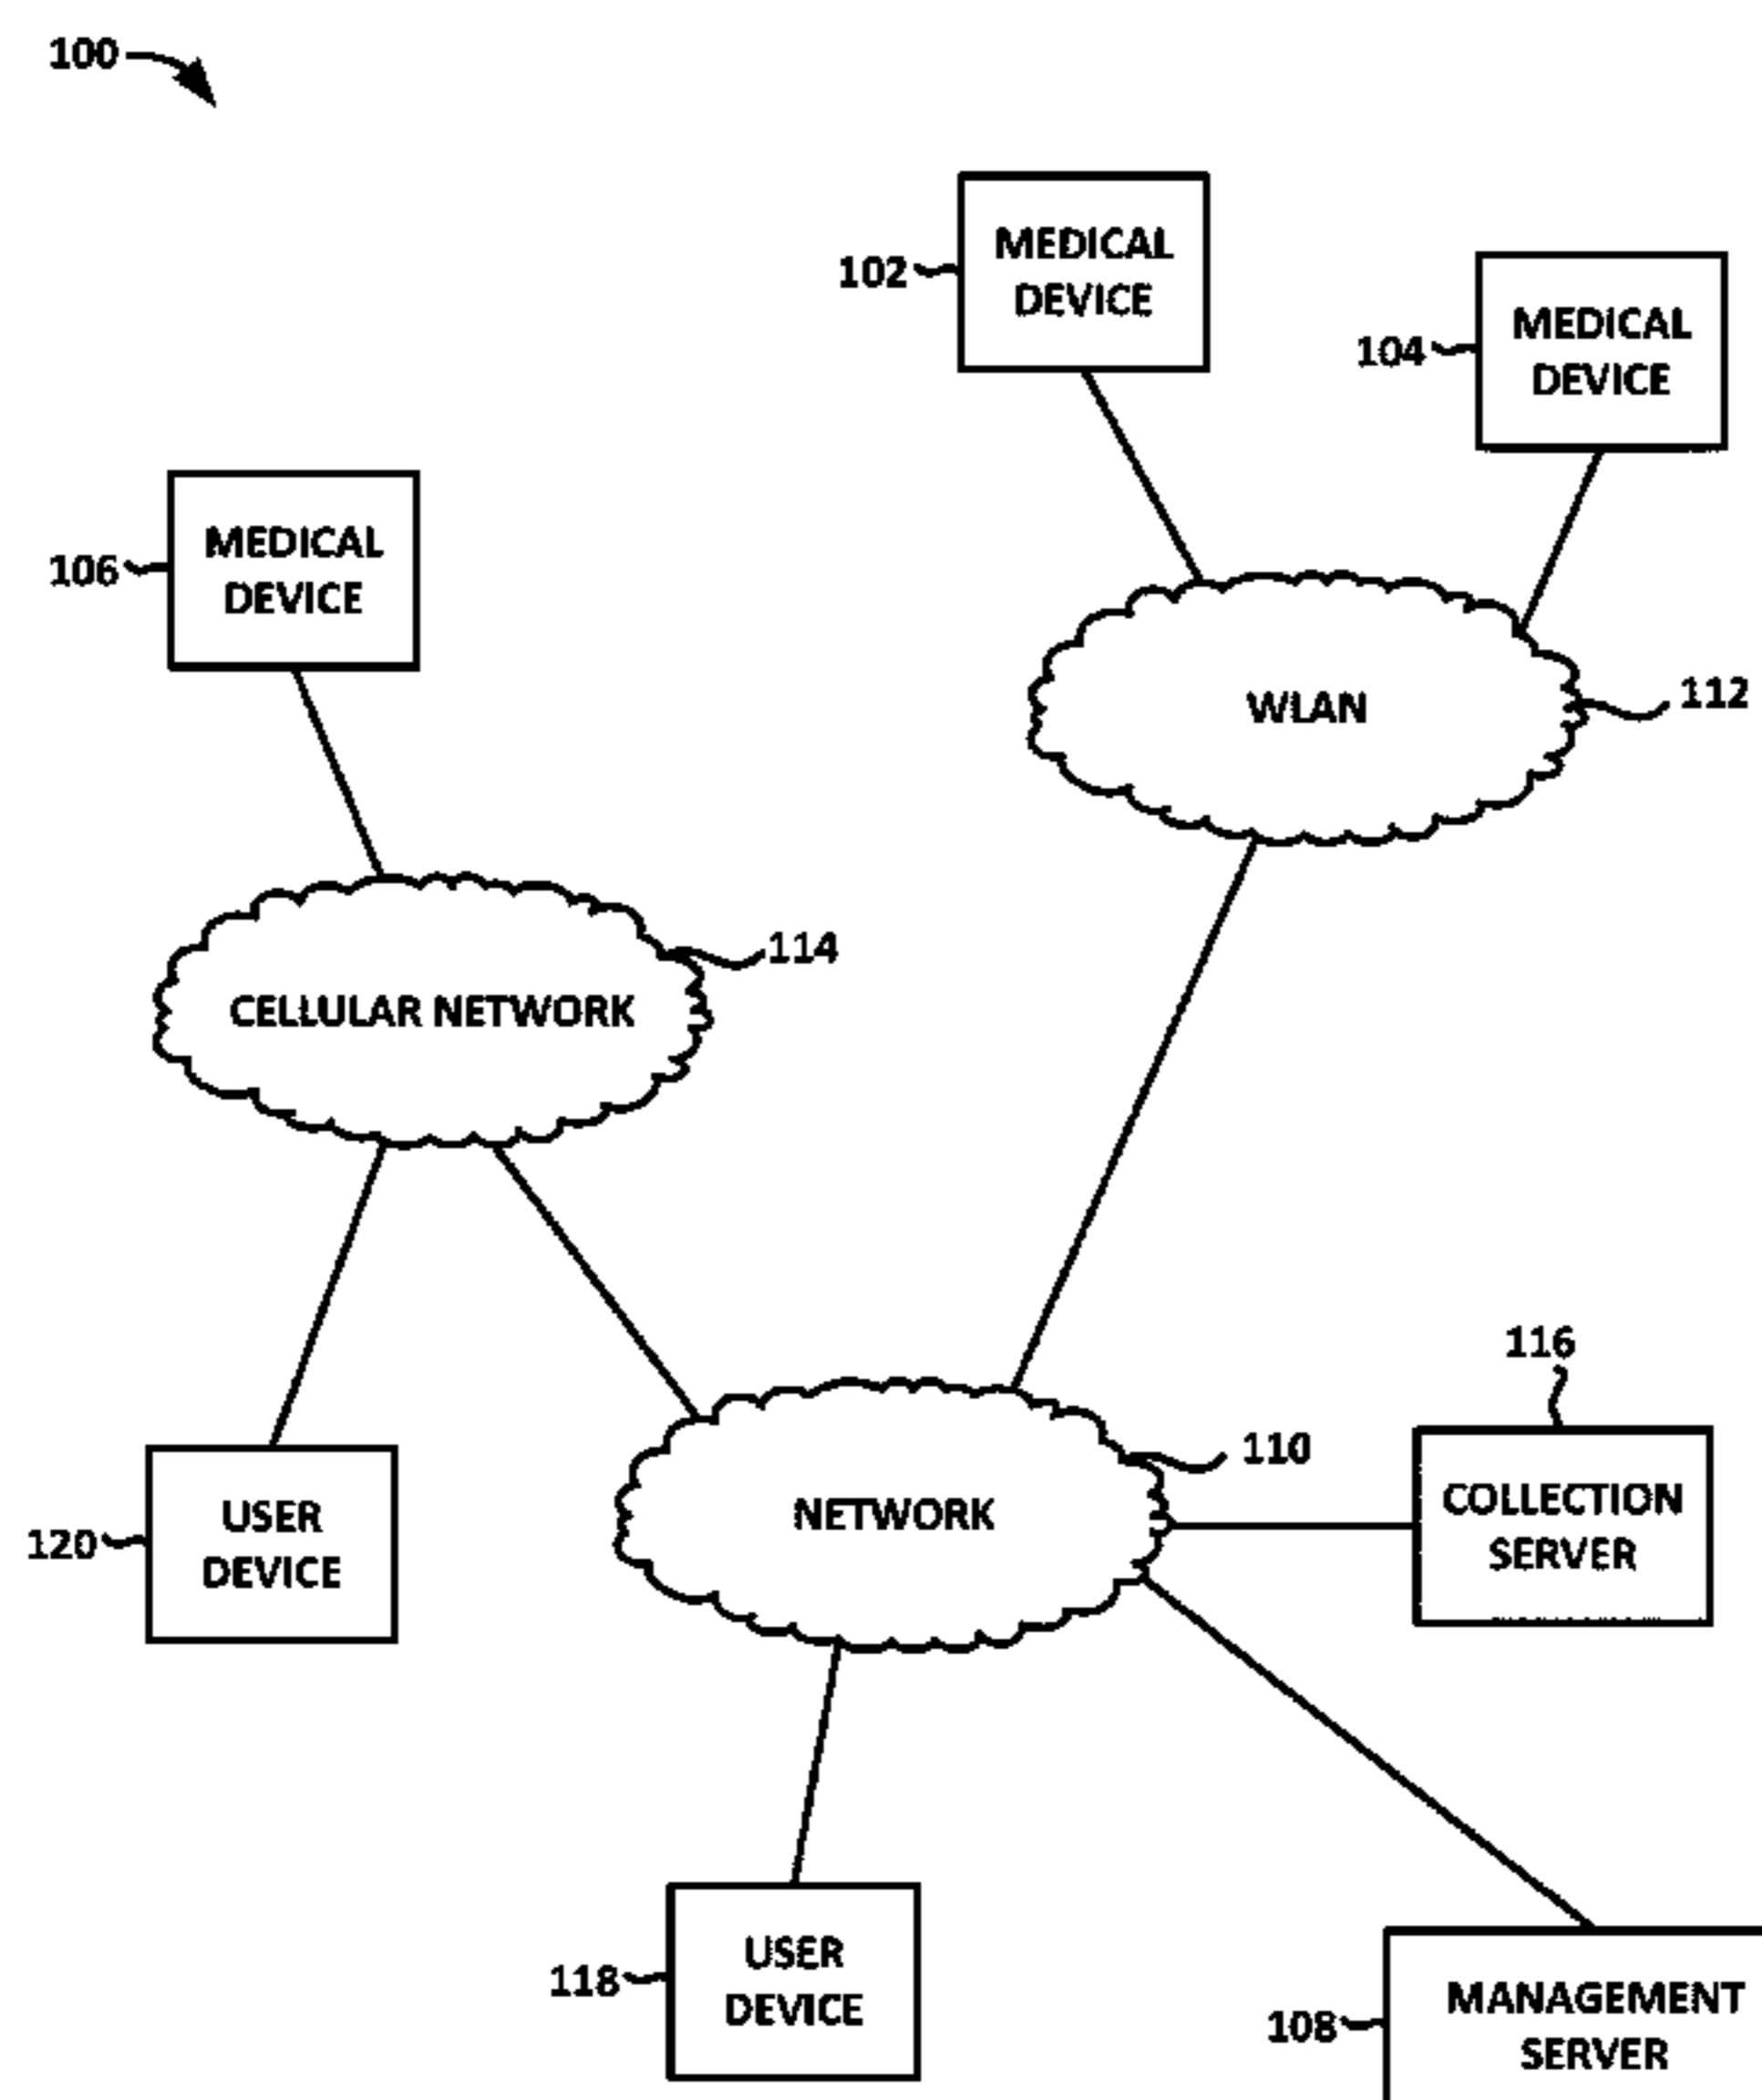 100
MEDICAL
DEVICE
102
MEDICAL
DEVICE
104
MEDICAL
DEVICE
106
WLAN
112
114
CELLULAR NETWORK
116
110
NETWORK
COLLECTION
SERVER
USER
DEVICE
120
USER
DEVICE
118
MANAGEMENT
SERVER
108